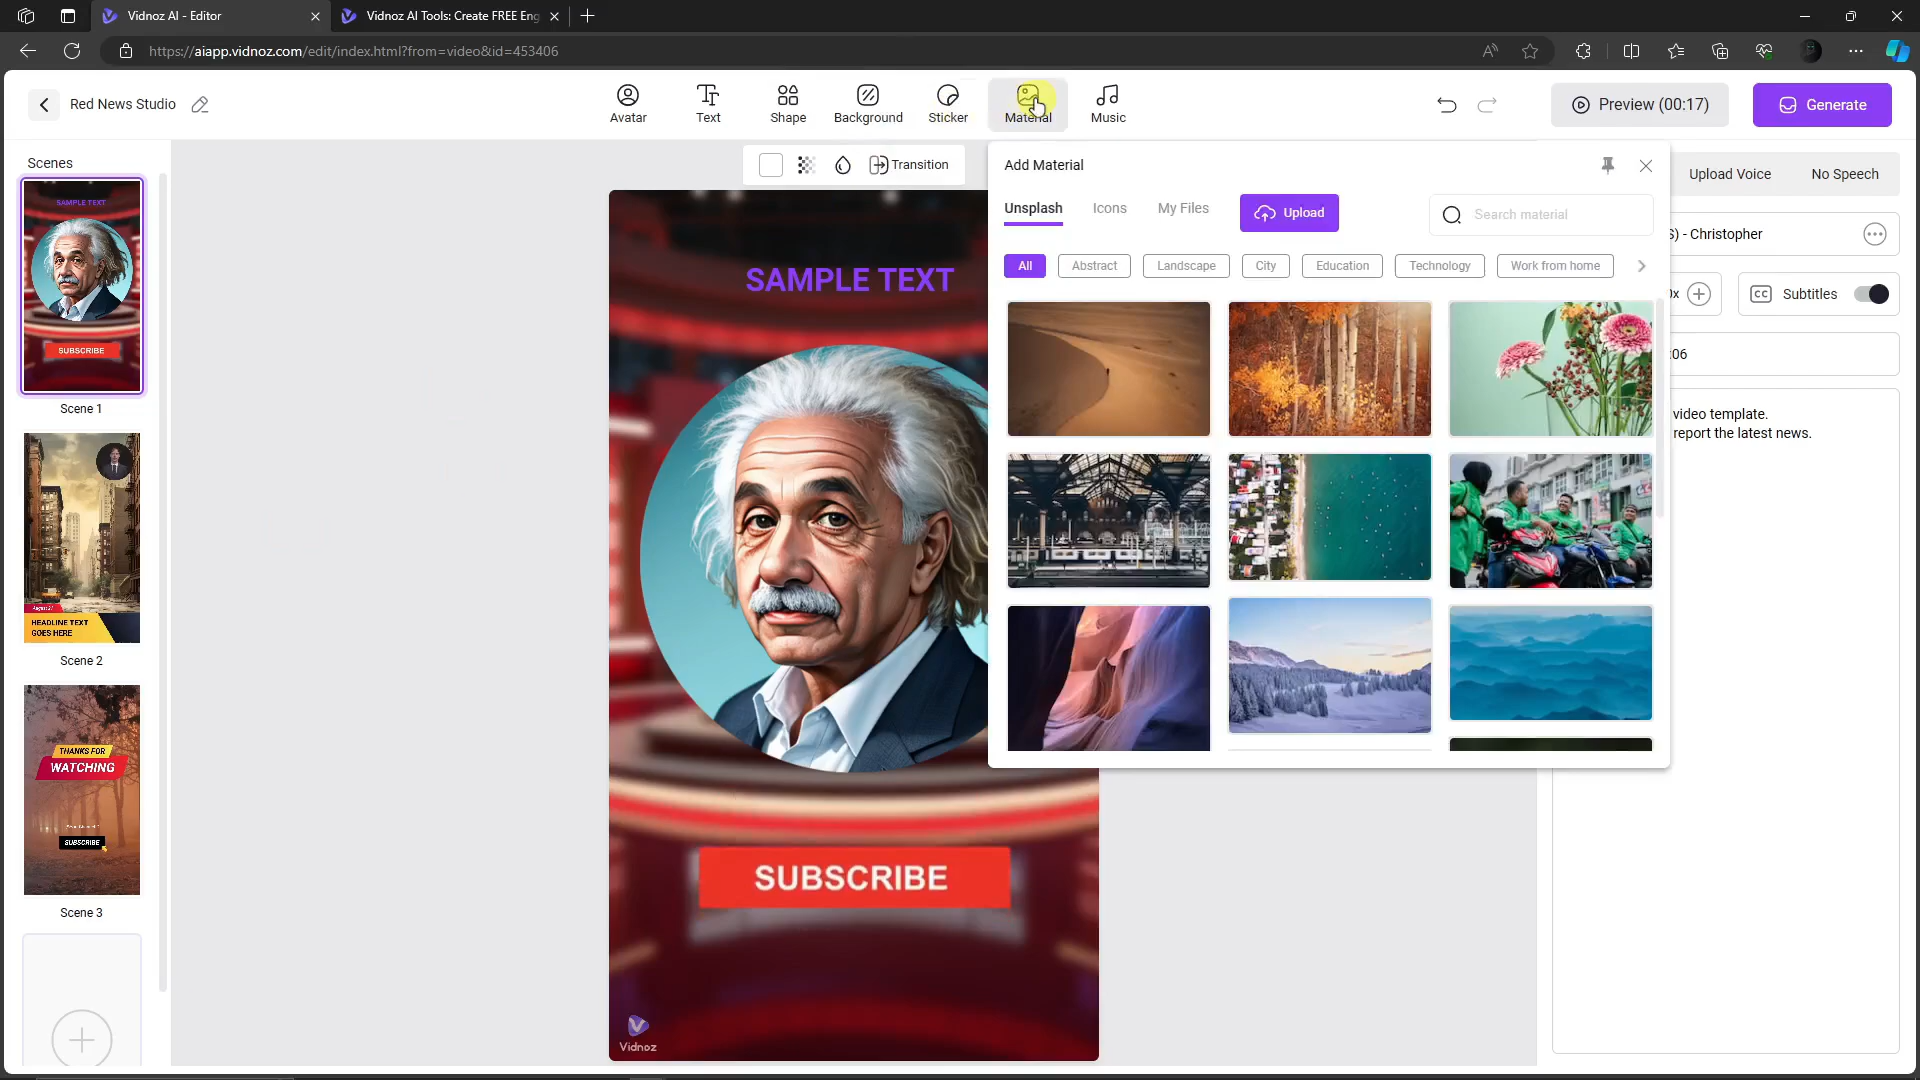 Vidnoz AI - Editor
Vidnoz AI Tools: Create FREE Eng
https://aiapp.vidnoz.com/edit/index.html?from=video&id=453406
Red News Studio
Avatar
Text
Shape
Background
Sticker
Material
Music
Preview (00:17)
Generate
Scenes
Transition
Add Material
Upload Voice
No Speech
Unsplash
Icons
My Files
Upload
Search material
S) - Christopher
All
Abstract
Landscape
City
Education
Technology
Work from home
x
CC
Subtitles
:06
video template.
report the latest news.
SAMPLE TEXT
SUBSCRIBE
Vidnoz
SAMPLE TEXT
SUBSCRIBE
Scene 1
August 21
HEADLINE TEXT
GOES HERE
Scene 2
THANKS FOR
WATCHING
SUBSCRIBE
Scene 3